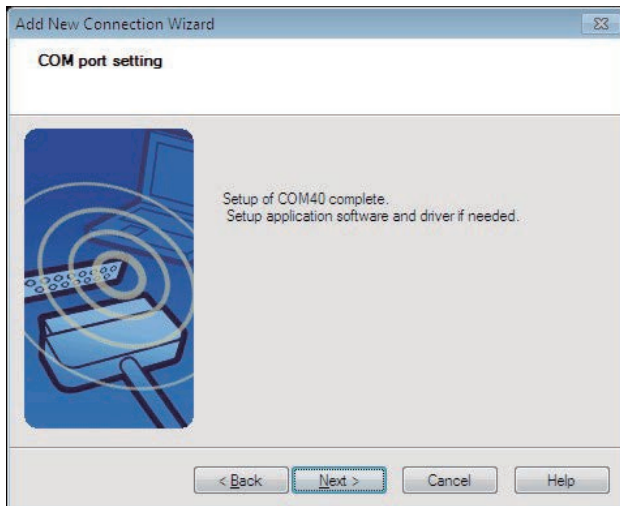 Add New Connection Wizard
COM port setting
Setup of COM40 complete.
Setup application software and driver if needed.
< Back
Next >
Cancel
Help